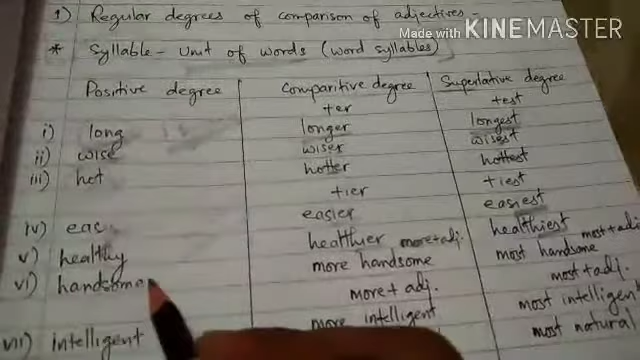 1) Regular degrees of comparison of adjectives -
Made with KINEMASTER
* Syllable - Unit of words (word syllables)
Positive degree Comparitive degree Superlative degree
+er +est
i) long longer longest
ii) wise wiser wisest
iii) hot hotter hottest
+ier +iest
iv) easier easiest
v) healthy healthier more+adj. healthiest most+adj
vi) handsome more handsome most handsome
more+ adj. most+adj.
vii) intelligent more intelligent most intelligent
most natural